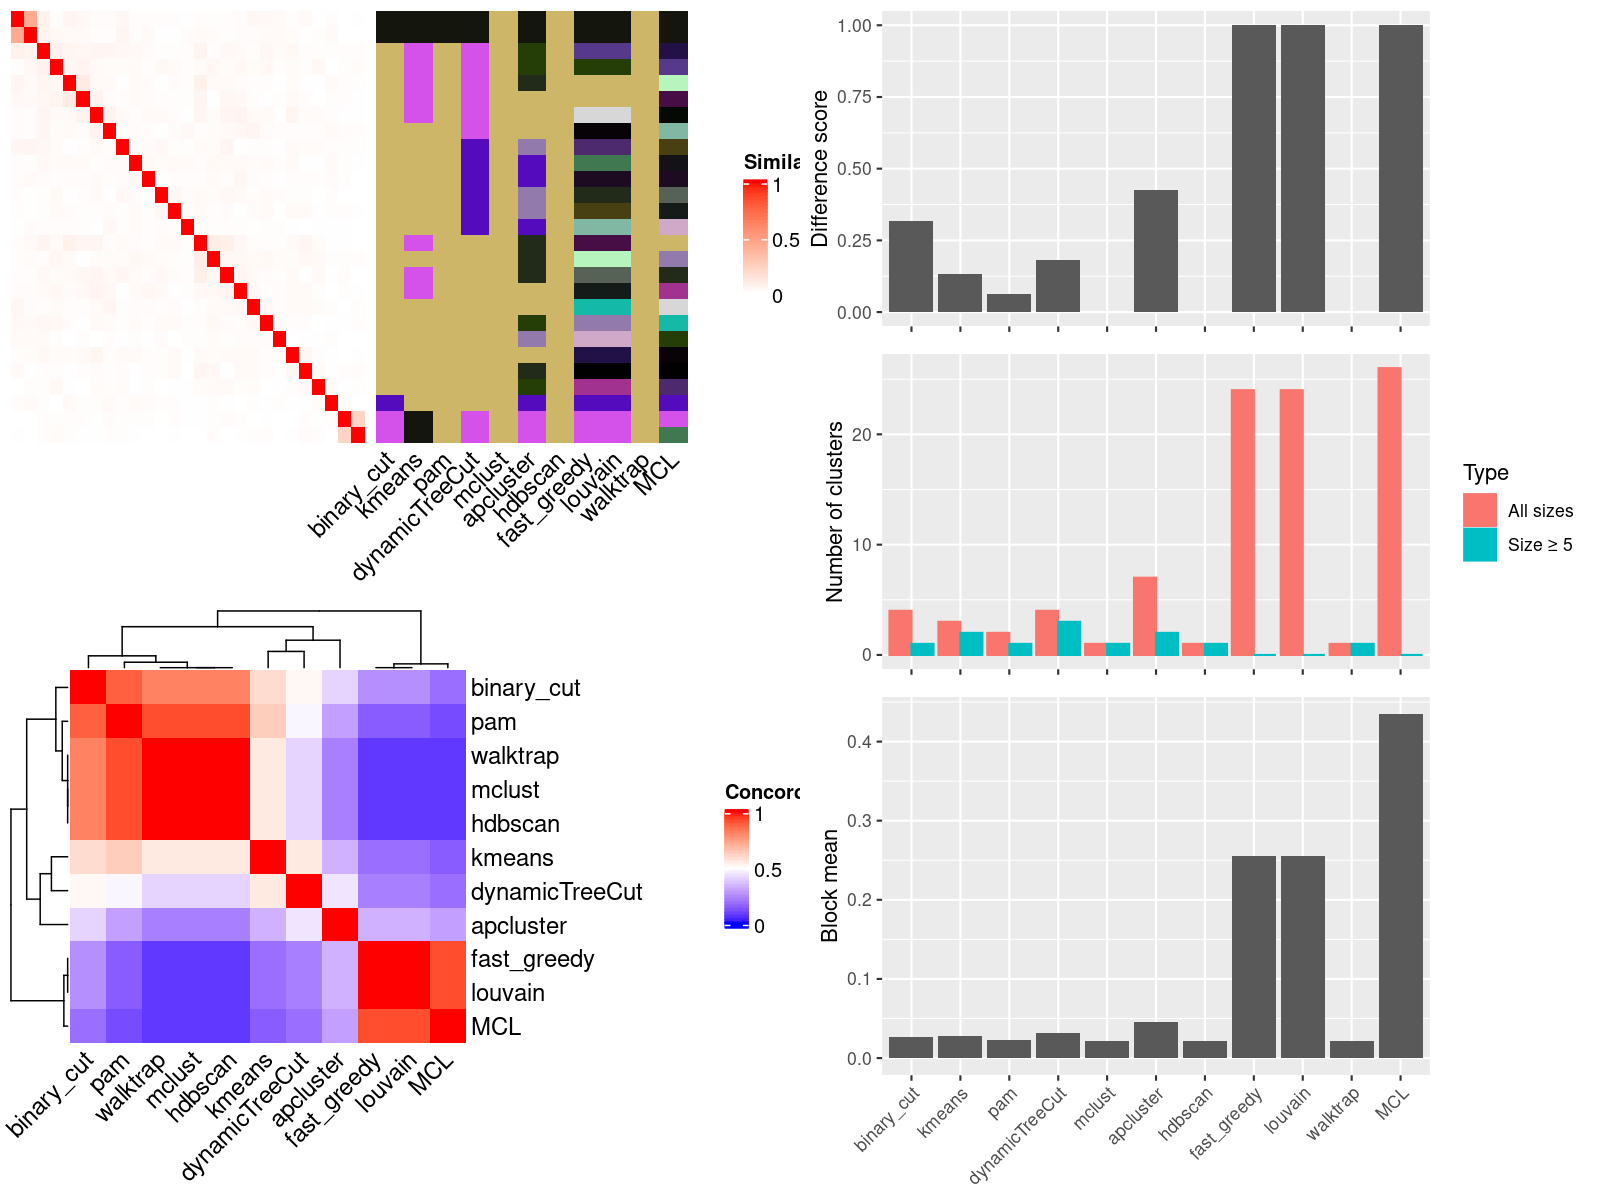 Simila
1
0.5
0
binary_cut
kmeans
pam
dynamicTreeCut
mclust
apcluster
hdbscan
fast_greedy
louvain
walktrap
MCL
Difference score
1.00
0.75
0.50
0.25
0.00
Number of clusters
20
10
0
Type
All sizes
Size ≥ 5
binary_cut
pam
walktrap
mclust
hdbscan
kmeans
dynamicTreeCut
apcluster
fast_greedy
louvain
MCL
binary_cut
pam
walktrap
mclust
hdbscan
kmeans
dynamicTreeCut
apcluster
fast_greedy
louvain
MCL
Concord
1
0.5
0
Block mean
0.4
0.3
0.2
0.1
0.0
binary_cut
kmeans
pam
dynamicTreeCut
mclust
apcluster
hdbscan
fast_greedy
louvain
walktrap
MCL